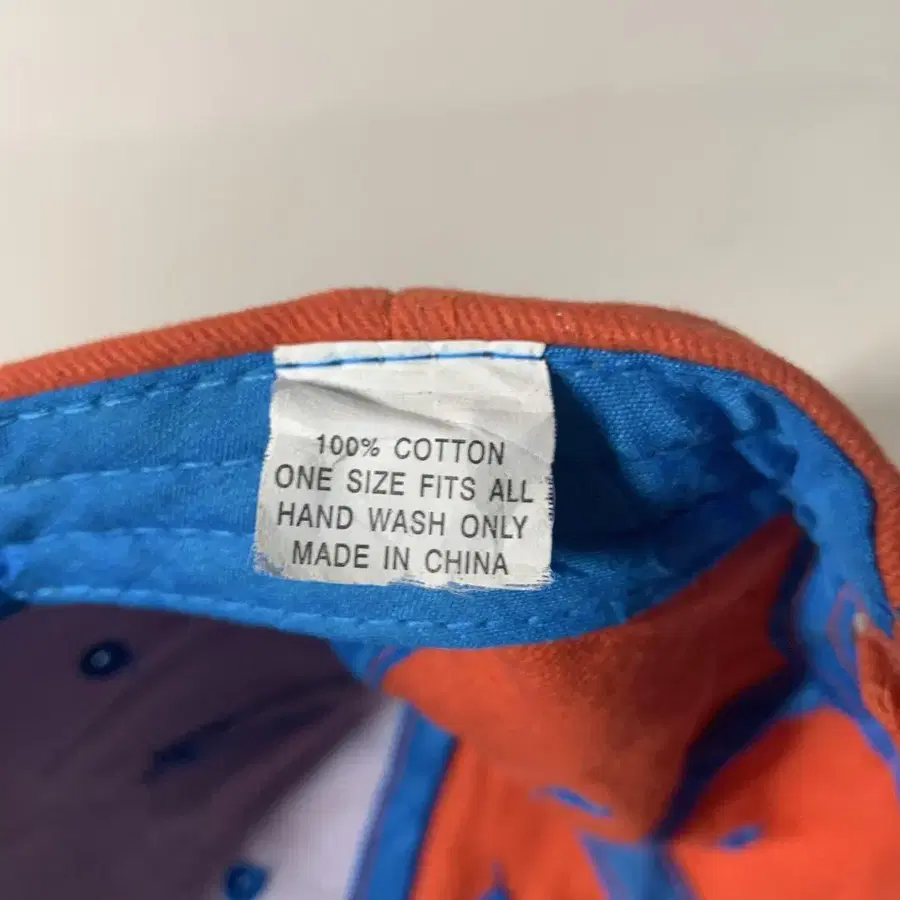 100% COTTON
ONE SIZE FITS ALL
HAND WASH ONLY
MADE IN CHINA